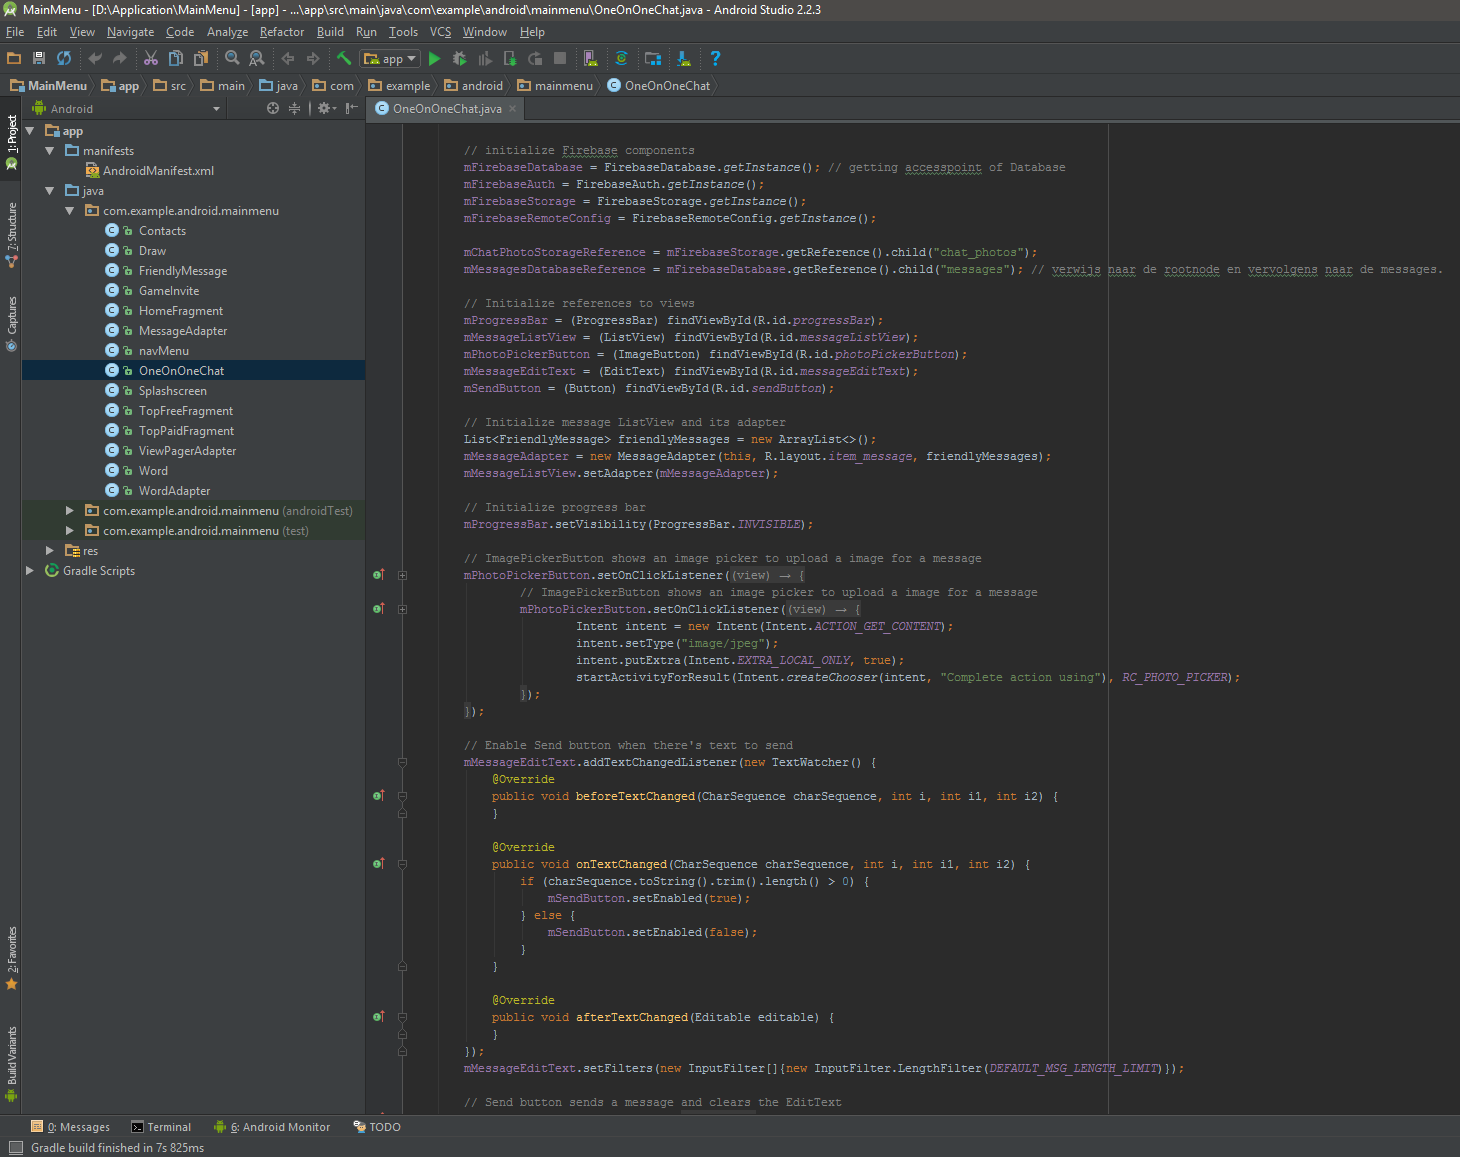 MainMenu - [D:\Application\MainMenu] - [app] - ...\app\src\main\java\com\example\android\mainmenu\OneOnOneChat.java - Android Studio 2.2.3
File Edit View Navigate Code Analyze Refactor Build Run Tools VCS Window Help
app
MainMenu app src main java com example android mainmenu OneOnOneChat
Android
OneOnOneChat.java
1: Project
7: Structure
Captures
2: Favorites
Build Variants
app
manifests
AndroidManifest.xml
java
com.example.android.mainmenu
Contacts
Draw
FriendlyMessage
GameInvite
HomeFragment
MessageAdapter
navMenu
OneOnOneChat
Splashscreen
TopFreeFragment
TopPaidFragment
ViewPagerAdapter
Word
WordAdapter
com.example.android.mainmenu (androidTest)
com.example.android.mainmenu (test)
res
Gradle Scripts
// initialize Firebase components
mFirebaseDatabase = FirebaseDatabase.getInstance(); // getting accesspoint of Database
mFirebaseAuth = FirebaseAuth.getInstance();
mFirebaseStorage = FirebaseStorage.getInstance();
mFirebaseRemoteConfig = FirebaseRemoteConfig.getInstance();
mChatPhotoStorageReference = mFirebaseStorage.getReference().child("chat_photos");
mMessagesDatabaseReference = mFirebaseDatabase.getReference().child("messages"); // verwijs naar de rootnode en vervolgens naar de messages.
// Initialize references to views
mProgressBar = (ProgressBar) findViewById(R.id.progressBar);
mMessageListView = (ListView) findViewById(R.id.messageListView);
mPhotoPickerButton = (ImageButton) findViewById(R.id.photoPickerButton);
mMessageEditText = (EditText) findViewById(R.id.messageEditText);
mSendButton = (Button) findViewById(R.id.sendButton);
// Initialize message ListView and its adapter
List<FriendlyMessage> friendlyMessages = new ArrayList<>();
mMessageAdapter = new MessageAdapter(this, R.layout.item_message, friendlyMessages);
mMessageListView.setAdapter(mMessageAdapter);
// Initialize progress bar
mProgressBar.setVisibility(ProgressBar.INVISIBLE);
// ImagePickerButton shows an image picker to upload a image for a message
mPhotoPickerButton.setOnClickListener((view) → {
// ImagePickerButton shows an image picker to upload a image for a message
mPhotoPickerButton.setOnClickListener((view) → {
Intent intent = new Intent(Intent.ACTION_GET_CONTENT);
intent.setType("image/jpeg");
intent.putExtra(Intent.EXTRA_LOCAL_ONLY, true);
startActivityForResult(Intent.createChooser(intent, "Complete action using"), RC_PHOTO_PICKER);
});
});
// Enable Send button when there's text to send
mMessageEditText.addTextChangedListener(new TextWatcher() {
@Override
public void beforeTextChanged(CharSequence charSequence, int i, int i1, int i2) {
}
@Override
public void onTextChanged(CharSequence charSequence, int i, int i1, int i2) {
if (charSequence.toString().trim().length() > 0) {
mSendButton.setEnabled(true);
} else {
mSendButton.setEnabled(false);
}
}
@Override
public void afterTextChanged(Editable editable) {
}
});
mMessageEditText.setFilters(new InputFilter[]{new InputFilter.LengthFilter(DEFAULT_MSG_LENGTH_LIMIT)});
// Send button sends a message and clears the EditText
0: Messages Terminal 6: Android Monitor TODO
Gradle build finished in 7s 825ms